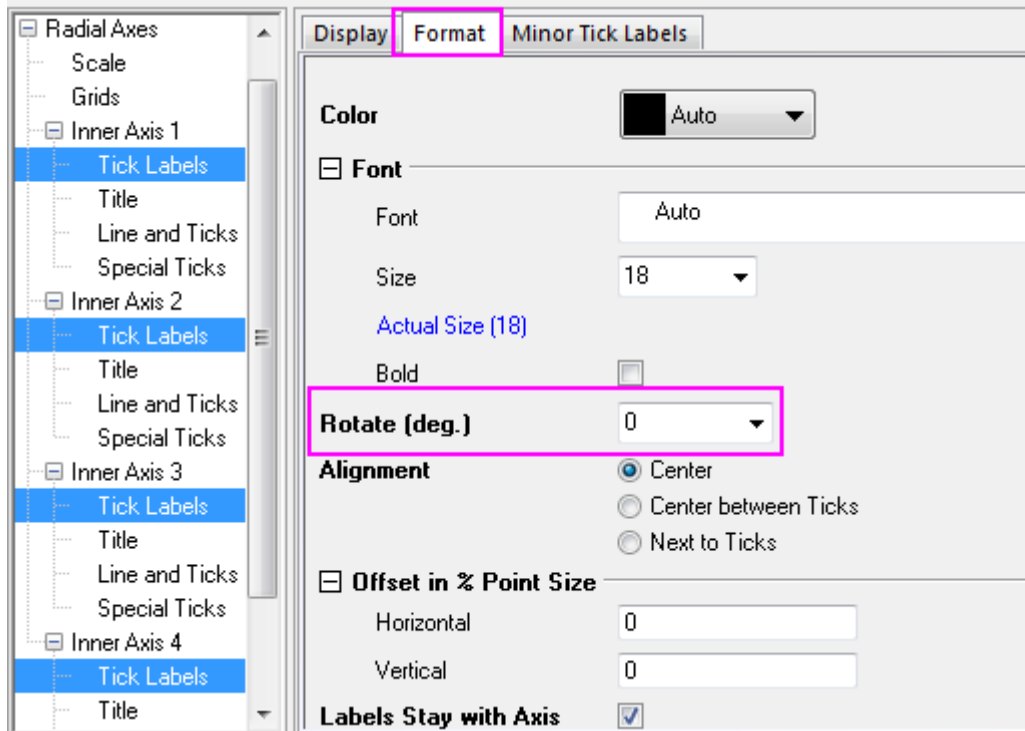 Radial Axes
Scale
Grids
Inner Axis 1
Tick Labels
Title
Line and Ticks
Special Ticks
Inner Axis 2
Tick Labels
Title
Line and Ticks
Special Ticks
Inner Axis 3
Tick Labels
Title
Line and Ticks
Special Ticks
Inner Axis 4
Tick Labels
Title
Display Format Minor Tick Labels
Color Auto
Font
Font Auto
Size 18
Actual Size (18)
Bold
Rotate (deg.) 0
Alignment Center
Center between Ticks
Next to Ticks
Offset in % Point Size
Horizontal 0
Vertical 0
Labels Stay with Axis